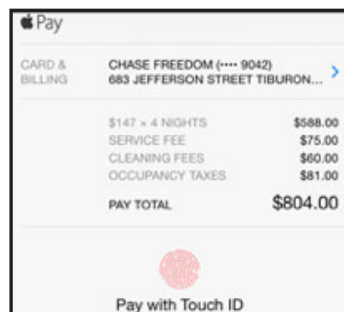 Pay
CARD & BILLING
CHASE FREEDOM (•••• 9042)
683 JEFFERSON STREET TIBURON...
$147 × 4 NIGHTS $588.00
SERVICE FEE $75.00
CLEANING FEES $60.00
OCCUPANCY TAXES $81.00
PAY TOTAL $804.00
Pay with Touch ID